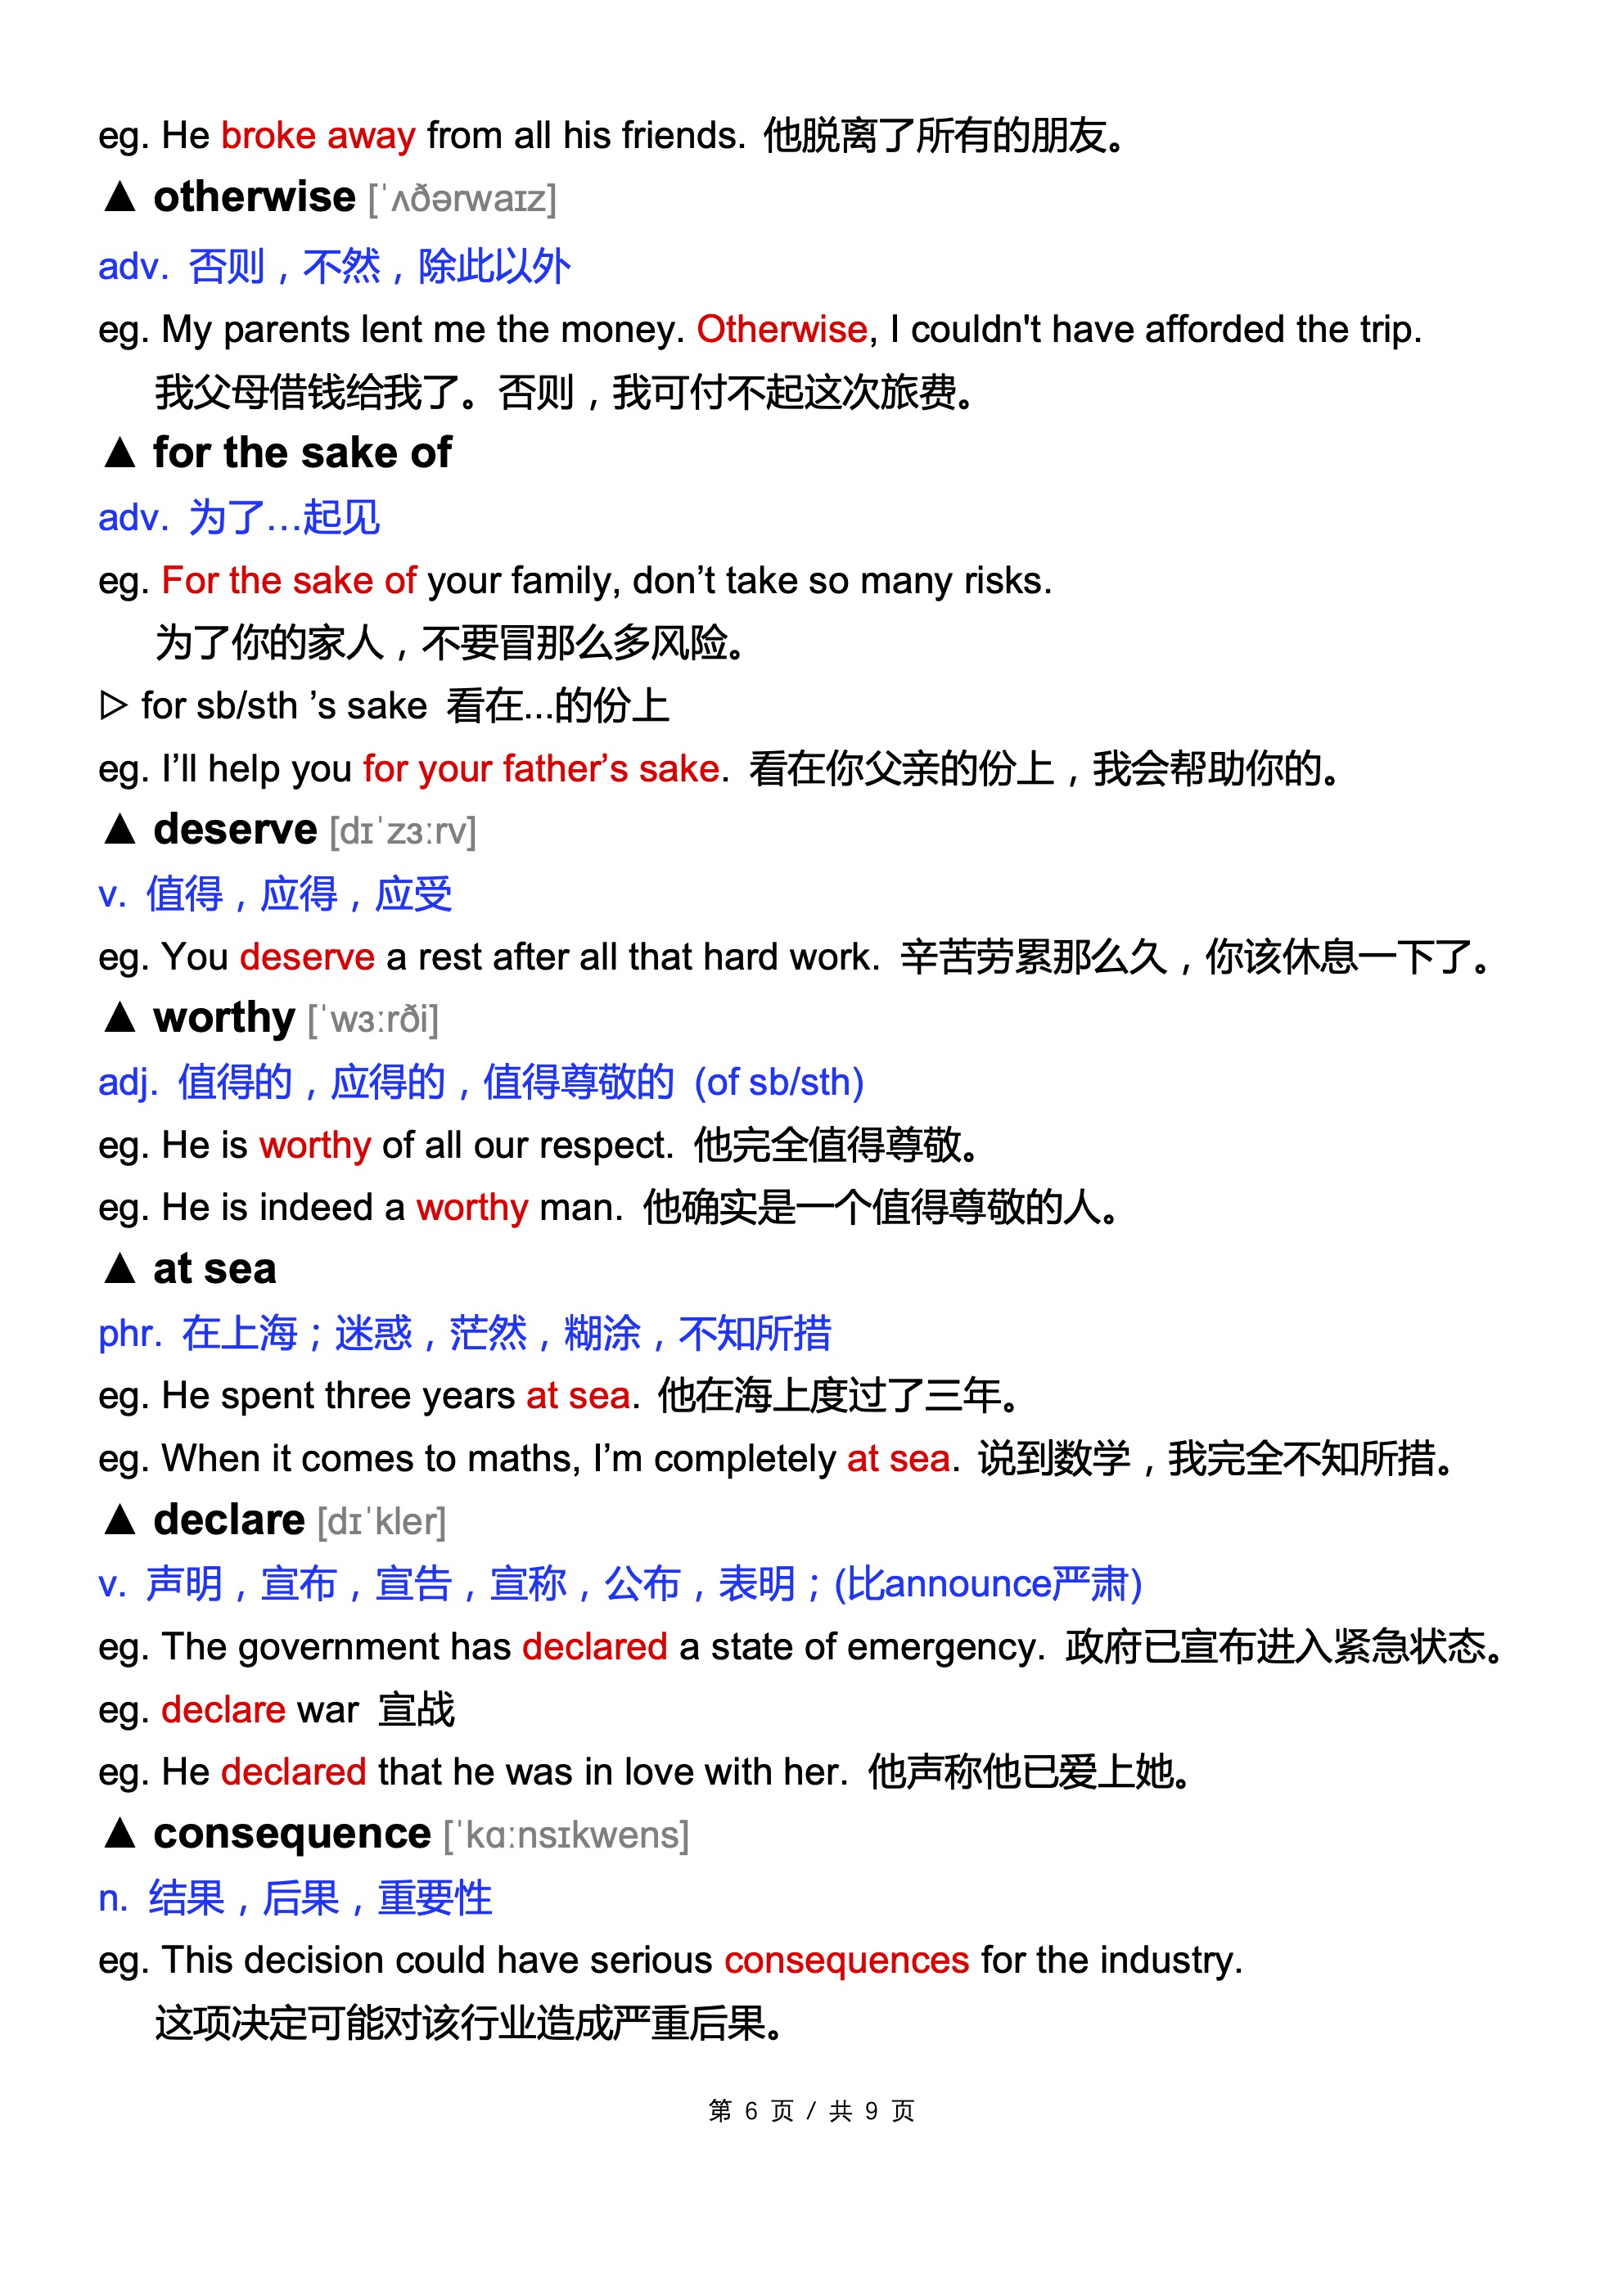 eg. He broke away from all his friends. 他脱离了所有的朋友。
▲ otherwise [ˈʌðərwaɪz]
adv. 否则，不然，除此以外
eg. My parents lent me the money. Otherwise, I couldn't have afforded the trip.
我父母借钱给我了。否则，我可付不起这次旅费。
▲ for the sake of
adv. 为了…起见
eg. For the sake of your family, don’t take so many risks.
为了你的家人，不要冒那么多风险。
▷ for sb/sth ’s sake 看在...的份上
eg. I’ll help you for your father’s sake. 看在你父亲的份上，我会帮助你的。
▲ deserve [dɪˈzɜːrv]
v. 值得，应得，应受
eg. You deserve a rest after all that hard work. 辛苦劳累那么久，你该休息一下了。
▲ worthy [ˈwɜːrði]
adj. 值得的，应得的，值得尊敬的 (of sb/sth)
eg. He is worthy of all our respect. 他完全值得尊敬。
eg. He is indeed a worthy man. 他确实是一个值得尊敬的人。
▲ at sea
phr. 在上海；迷惑，茫然，糊涂，不知所措
eg. He spent three years at sea. 他在海上度过了三年。
eg. When it comes to maths, I’m completely at sea. 说到数学，我完全不知所措。
▲ declare [dɪˈkler]
v. 声明，宣布，宣告，宣称，公布，表明；(比announce严肃)
eg. The government has declared a state of emergency. 政府已宣布进入紧急状态。
eg. declare war 宣战
eg. He declared that he was in love with her. 他声称他已爱上她。
▲ consequence [ˈkɑːnsɪkwens]
n. 结果，后果，重要性
eg. This decision could have serious consequences for the industry.
这项决定可能对该行业造成严重后果。
第 6 页 / 共 9 页